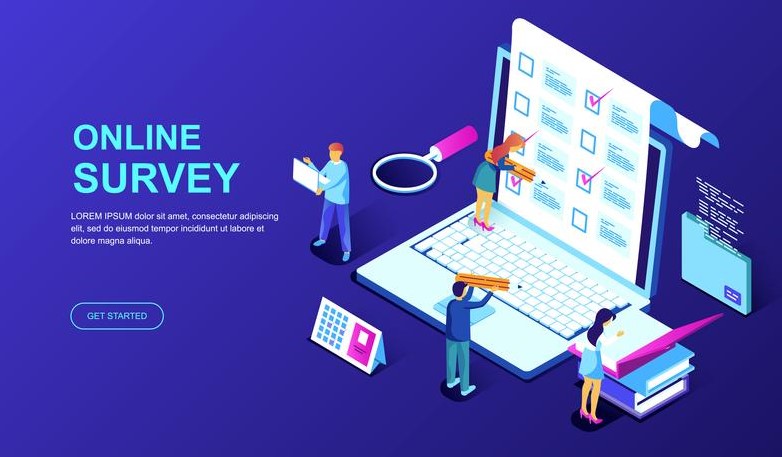 ONLINE
SURVEY
LOREM IPSUM dolor sit amet, consectetur adipiscing
elit, sed do eiusmod tempor incididunt ut labore et
dolore magna aliqua.
GET STARTED